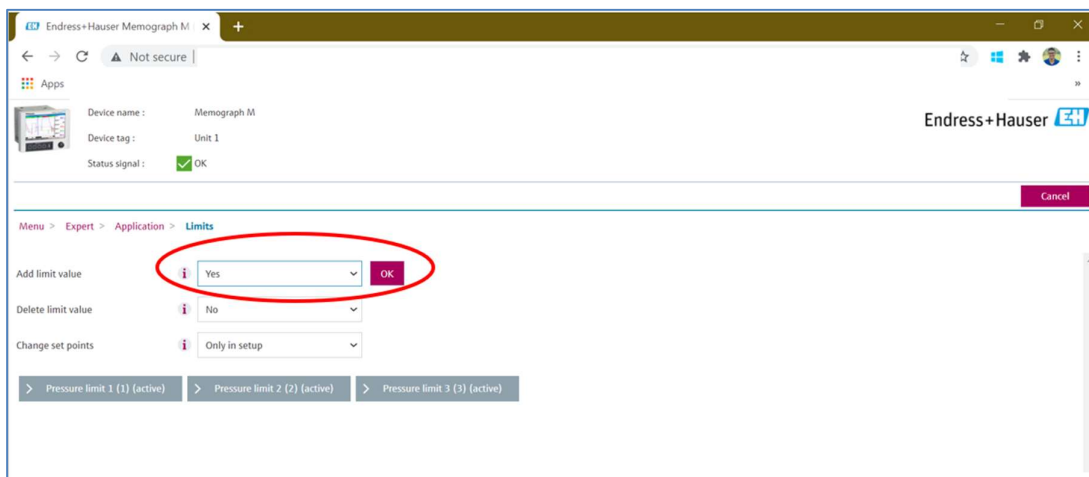 Endress+Hauser Memograph M
Not secure
Apps
Device name : Memograph M
Endress+Hauser EH
Device tag : Unit 1
Status signal : OK
Cancel
Menu > Expert > Application > Limits
Add limit value i Yes OK
Delete limit value i No
Change set points i Only in setup
> Pressure limit 1 (1) (active) > Pressure limit 2 (2) (active) > Pressure limit 3 (3) (active)